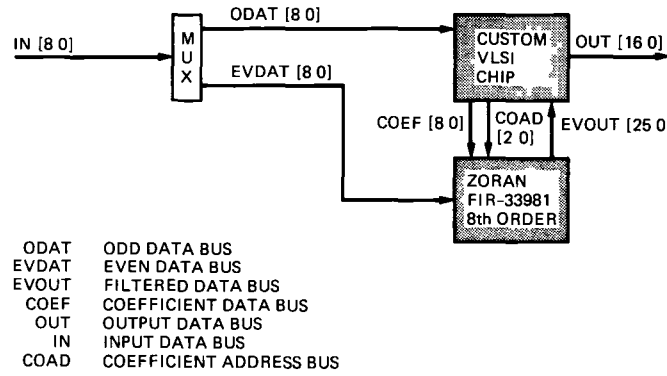 ODAT [8 0]
IN [8 0]
MUX
EVDAT [8 0]
CUSTOM
VLSI
CHIP
OUT [16 0]
COEF [8 0]
COAD
[2 0]
EVOUT [25 0]
ZORAN
FIR-33981
8th ORDER
ODAT ODD DATA BUS
EVDAT EVEN DATA BUS
EVOUT FILTERED DATA BUS
COEF COEFFICIENT DATA BUS
OUT OUTPUT DATA BUS
IN INPUT DATA BUS
COAD COEFFICIENT ADDRESS BUS